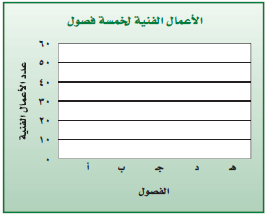 الأعمال الفنية لخمسة فصول
عدد الأعمال الفنية
٦٠
٥٠
٤٠
٣٠
٢٠
١٠
٠
أ ب جـ د هـ
الفصول